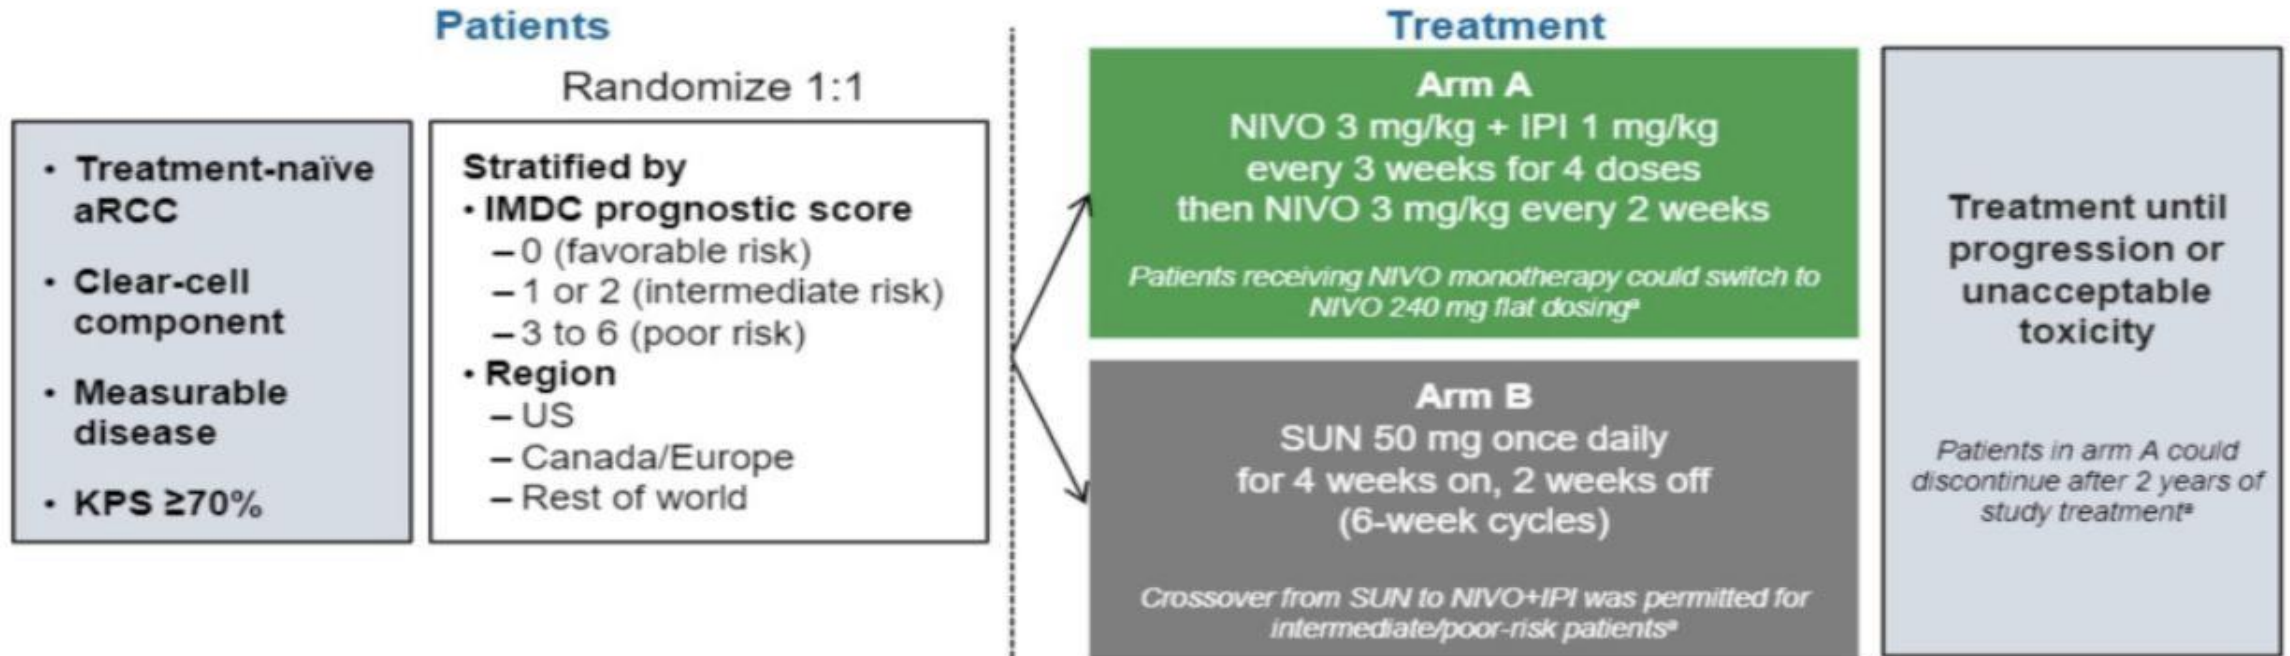 Patients
Randomize 1:1
• Treatment-naïve
aRCC
• Clear-cell
component
• Measurable
disease
• KPS ≥70%
Stratified by
• IMDC prognostic score
– 0 (favorable risk)
– 1 or 2 (intermediate risk)
– 3 to 6 (poor risk)
• Region
– US
– Canada/Europe
– Rest of world
Treatment
Arm A
NIVO 3 mg/kg + IPI 1 mg/kg
every 3 weeks for 4 doses
then NIVO 3 mg/kg every 2 weeks
Patients receiving NIVO monotherapy could switch to
NIVO 240 mg flat dosingª
Arm B
SUN 50 mg once daily
for 4 weeks on, 2 weeks off
(6-week cycles)
Crossover from SUN to NIVO+IPI was permitted for
intermediate/poor-risk patientsª
Treatment until
progression or
unacceptable
toxicity
Patients in arm A could
discontinue after 2 years of
study treatmentª